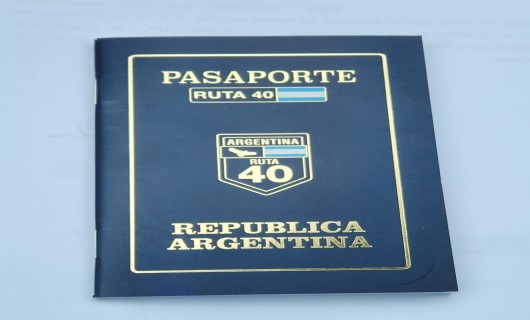 PASAPORTE
RUTA 40
ARGENTINA
RUTA
40
REPUBLICA
ARGENTINA